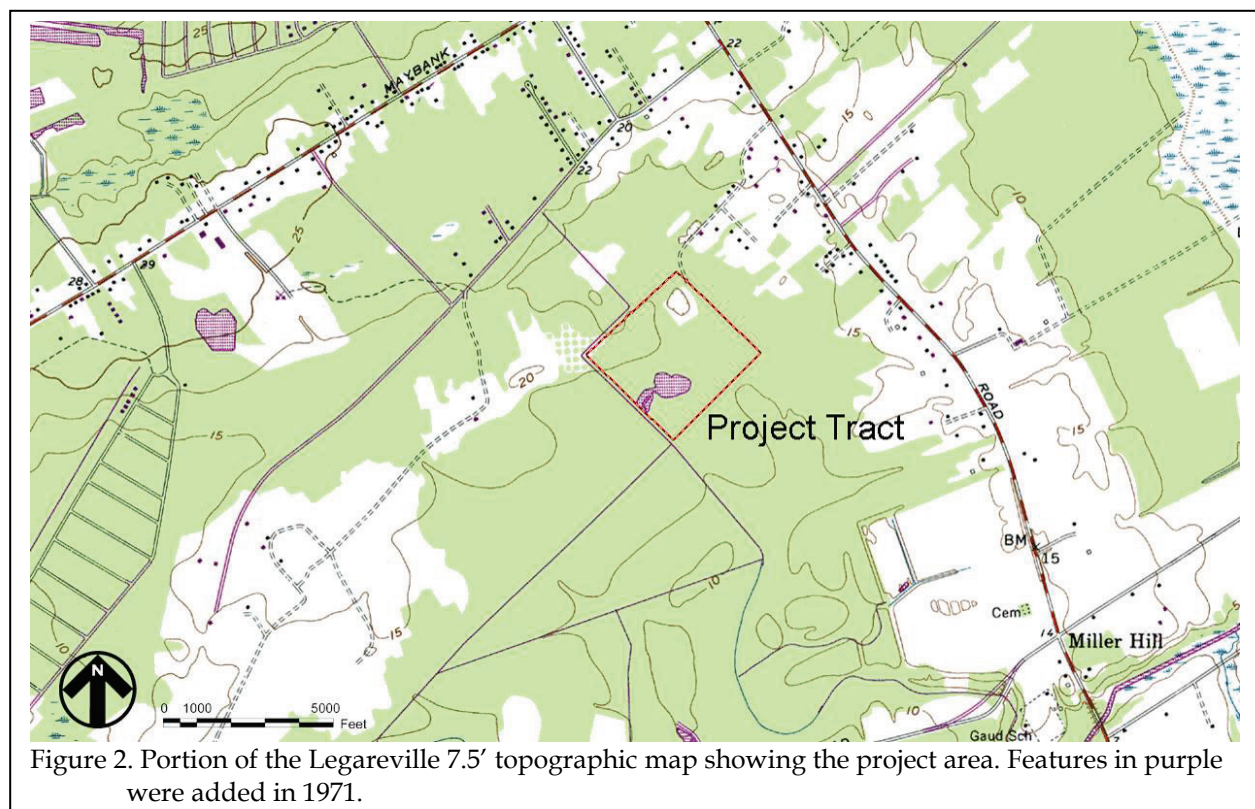 25
MAYBANK
22
15
20
22
10
25
29
28
15
15
20
ROAD
15
Project Tract
15
BM
15
10
Cem
14
Miller Hill
15
10
10
N
0 1000 5000
Feet
Gaud Sch
Figure 2. Portion of the Legareville 7.5′ topographic map showing the project area. Features in purple
were added in 1971.